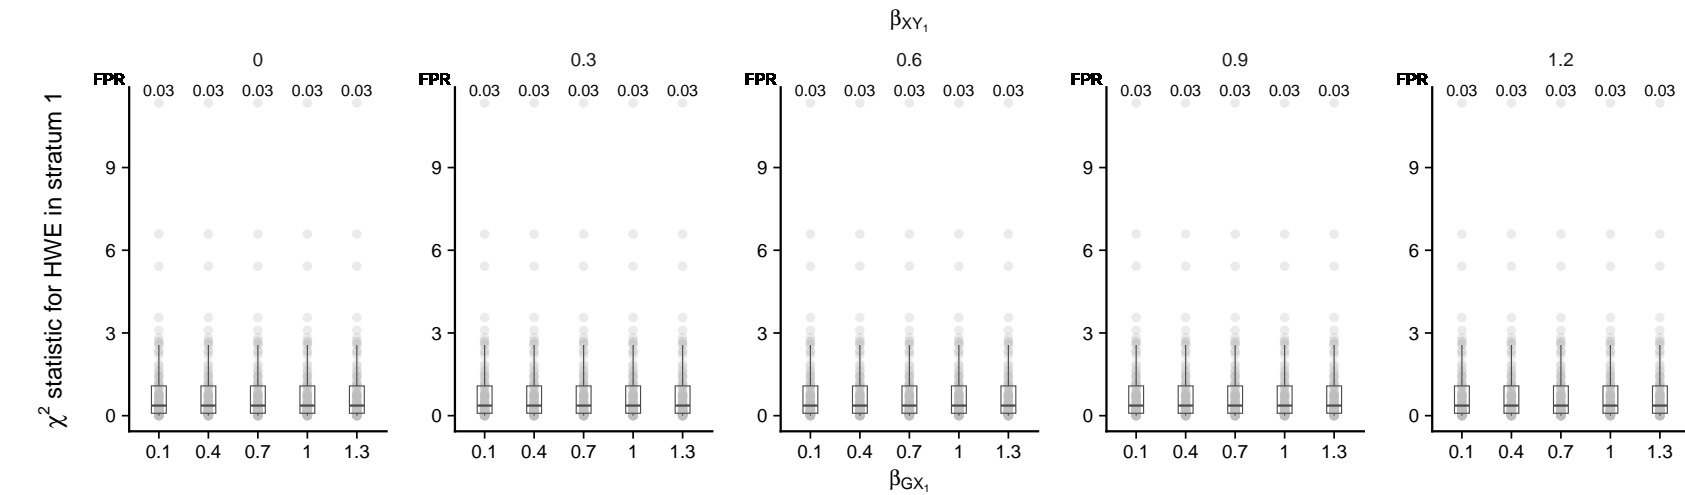 βXY₁
0 0.3 0.6 0.9 1.2
FPR FPR FPR FPR FPR
0.03 0.03 0.03 0.03 0.03 0.03 0.03 0.03 0.03 0.03 0.03 0.03 0.03 0.03 0.03 0.03 0.03 0.03 0.03 0.03 0.03 0.03 0.03 0.03 0.03
χ² statistic for HWE in stratum 1
9 9 9 9 9
6 6 6 6 6
3 3 3 3 3
0 0 0 0 0
0.1 0.4 0.7 1 1.3 0.1 0.4 0.7 1 1.3 0.1 0.4 0.7 1 1.3 0.1 0.4 0.7 1 1.3 0.1 0.4 0.7 1 1.3
βGX₁